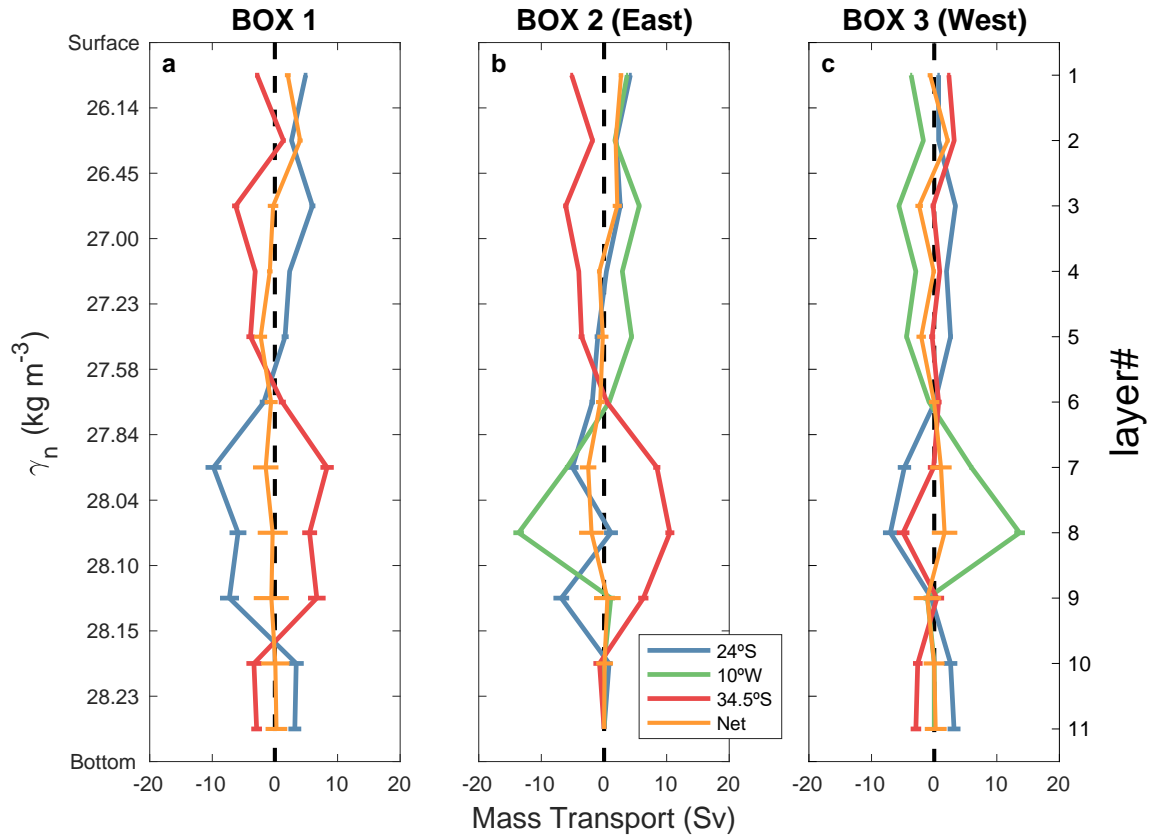 BOX 1
BOX 2 (East)
BOX 3 (West)
Surface
26.14
26.45
27.00
27.23
27.58
27.84
28.04
28.10
28.15
28.23
Bottom
γn (kg m-3)
a
b
c
1
2
3
4
5
6
7
8
9
10
11
layer#
24ºS
10ºW
34.5ºS
Net
-20 -10 0 10 20
-20 -10 0 10 20
-20 -10 0 10 20
Mass Transport (Sv)